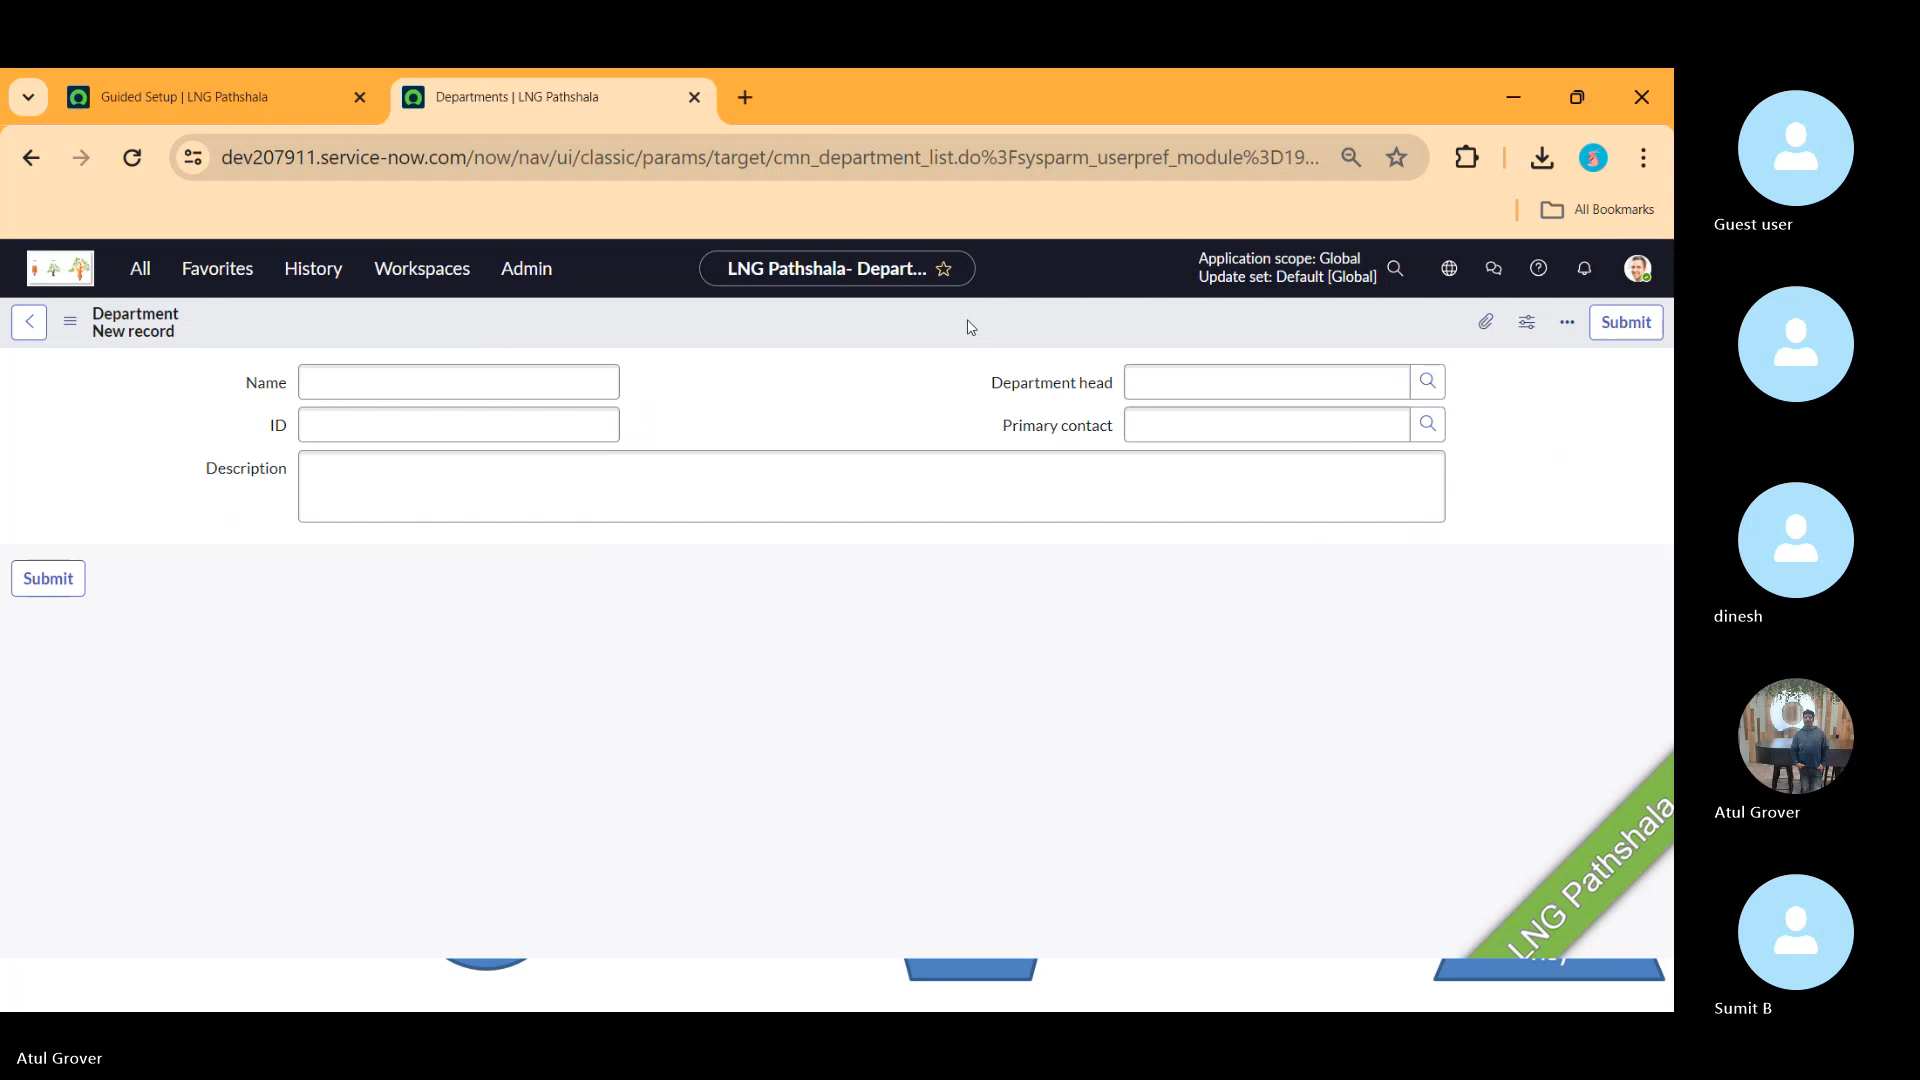 Guided Setup | LNG Pathshala
Departments | LNG Pathshala
dev207911.service-now.com/now/nav/ui/classic/params/target/cmn_department_list.do%3Fsysparm_userpref_module%3D19...
All Bookmarks
All
Favorites
History
Workspaces
Admin
LNG Pathshala- Depart...
Application scope: Global
Update set: Default [Global]
Department
New record
Submit
Name
Department head
ID
Primary contact
Description
Submit
LNG Pathshala
Guest user
dinesh
Atul Grover
Sumit B
Atul Grover